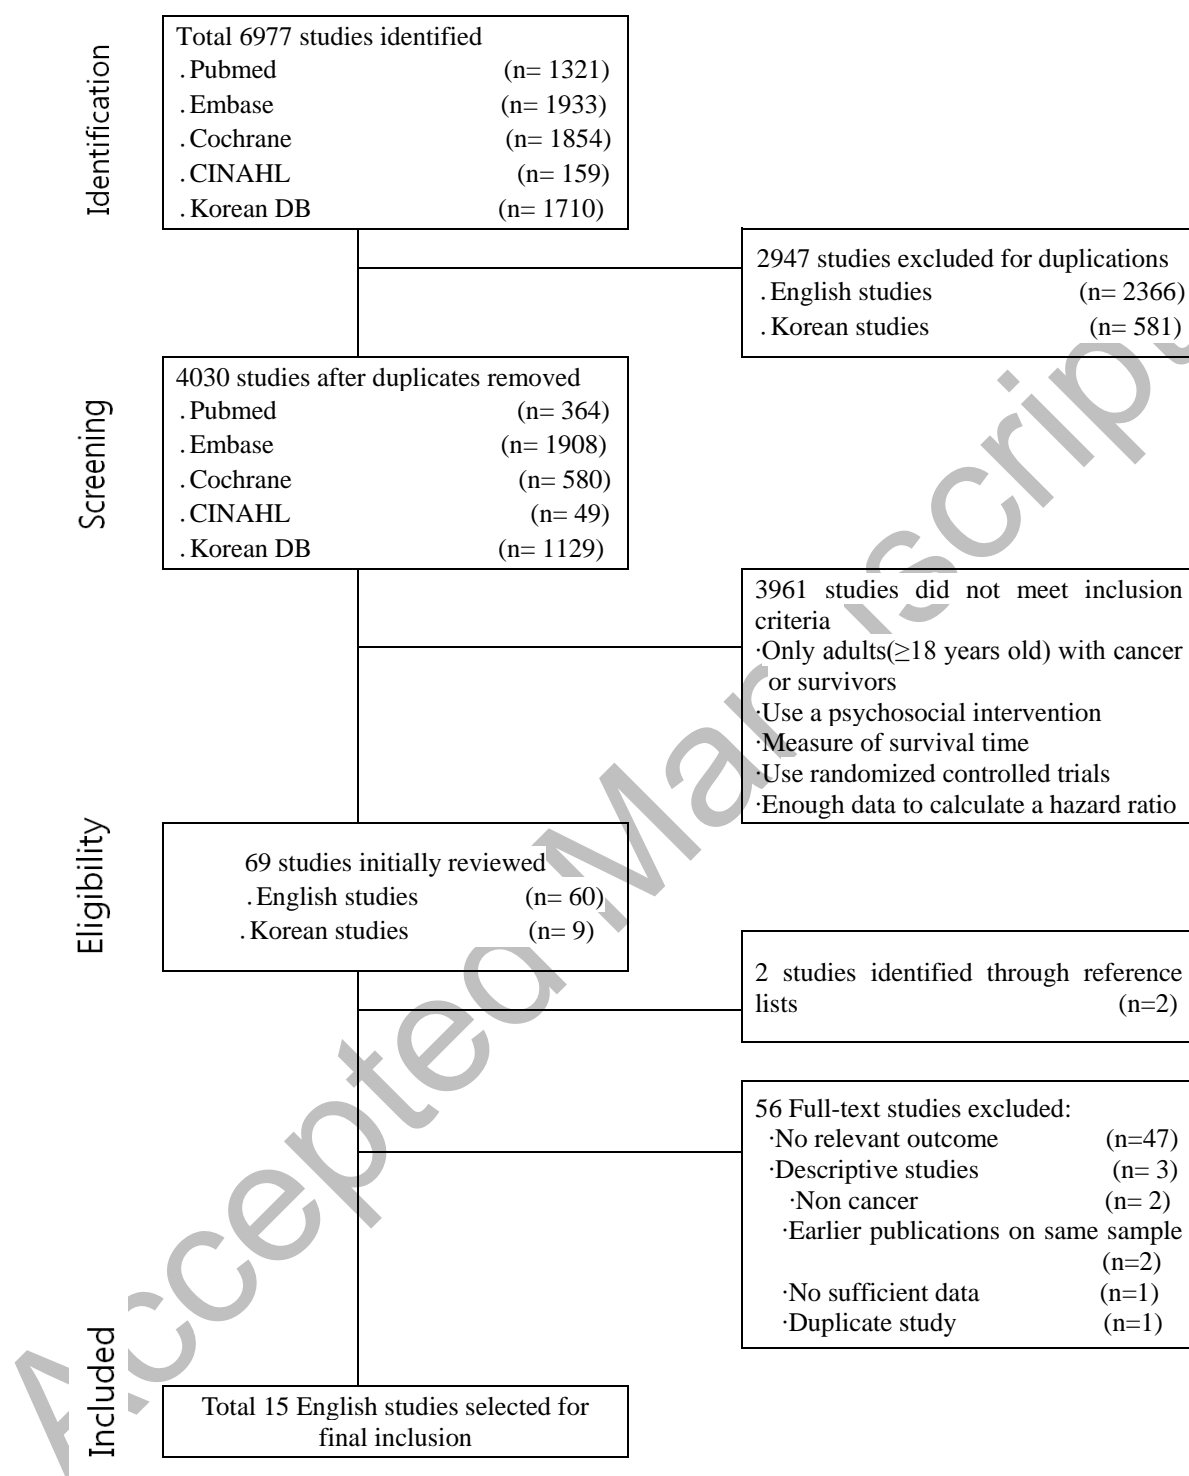 Identification
Total 6977 studies identified
. Pubmed (n= 1321)
. Embase (n= 1933)
. Cochrane (n= 1854)
. CINAHL (n= 159)
. Korean DB (n= 1710)
2947 studies excluded for duplications
. English studies (n= 2366)
. Korean studies (n= 581)
Screening
4030 studies after duplicates removed
. Pubmed (n= 364)
. Embase (n= 1908)
. Cochrane (n= 580)
. CINAHL (n= 49)
. Korean DB (n= 1129)
3961 studies did not meet inclusion
criteria
·Only adults(≥18 years old) with cancer
or survivors
·Use a psychosocial intervention
·Measure of survival time
·Use randomized controlled trials
·Enough data to calculate a hazard ratio
Eligibility
69 studies initially reviewed
. English studies (n= 60)
. Korean studies (n= 9)
2 studies identified through reference
lists (n=2)
56 Full-text studies excluded:
·No relevant outcome (n=47)
·Descriptive studies (n= 3)
·Non cancer (n= 2)
·Earlier publications on same sample
(n=2)
·No sufficient data (n=1)
·Duplicate study (n=1)
Included
Total 15 English studies selected for
final inclusion
Accepted Manuscript